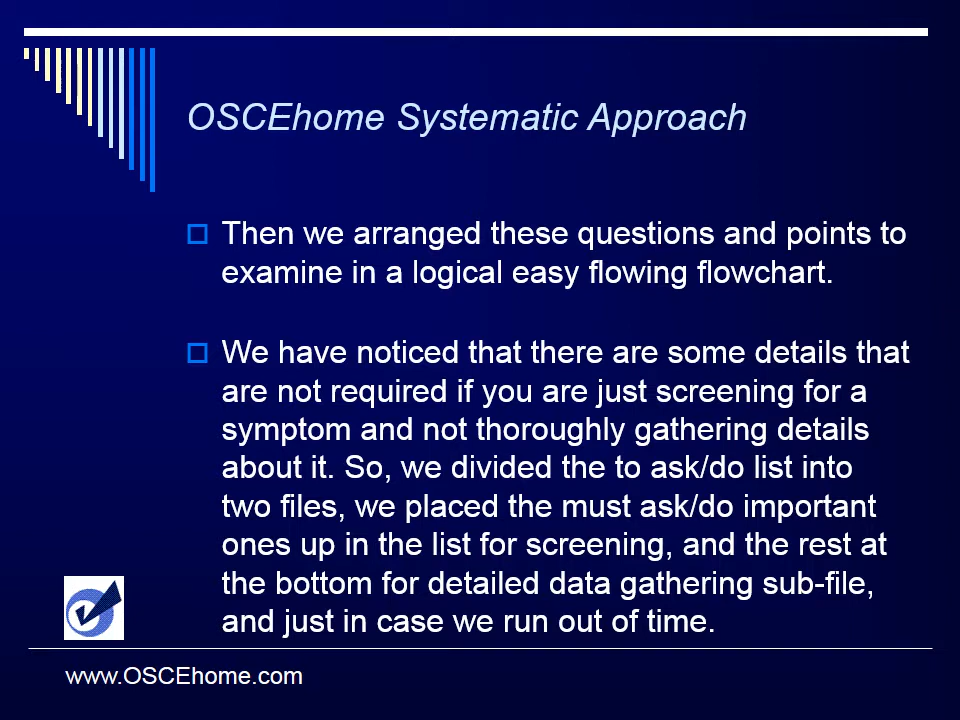 OSCEhome Systematic Approach
Then we arranged these questions and points to
examine in a logical easy flowing flowchart.
We have noticed that there are some details that
are not required if you are just screening for a
symptom and not thoroughly gathering details
about it. So, we divided the to ask/do list into
two files, we placed the must ask/do important
ones up in the list for screening, and the rest at
the bottom for detailed data gathering sub-file,
and just in case we run out of time.
www.OSCEhome.com